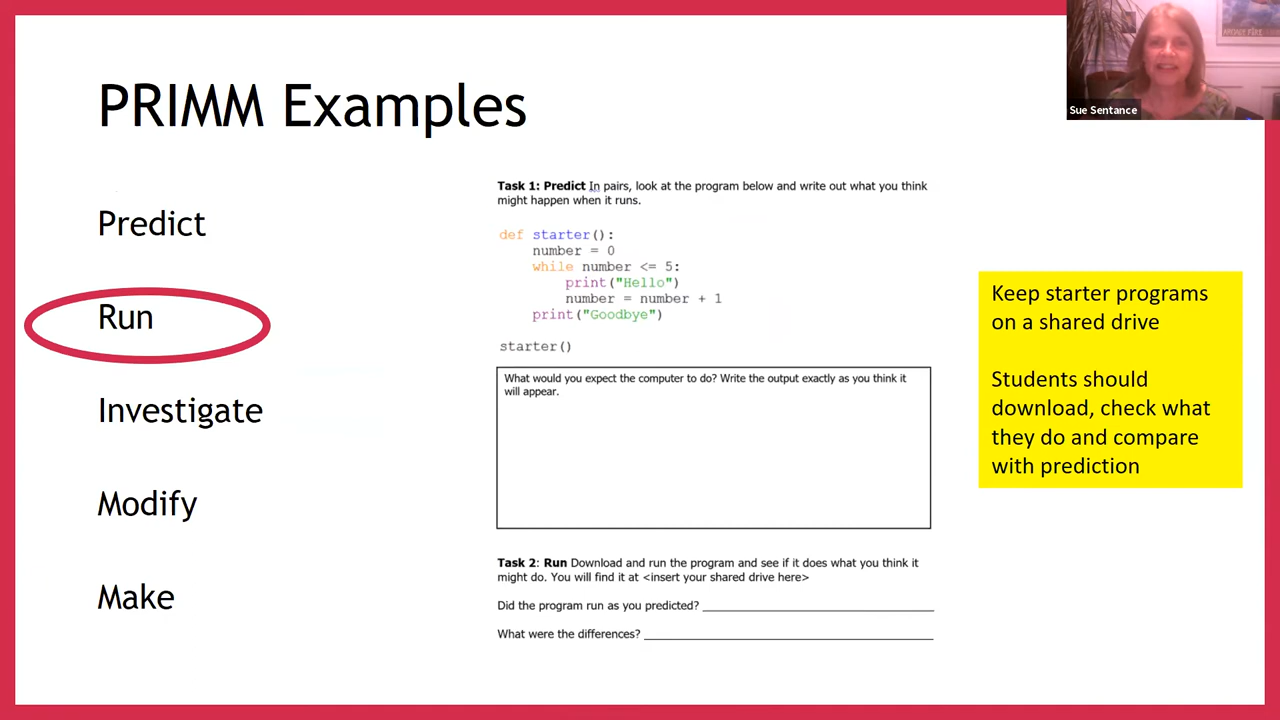 PRIMM Examples
Sue Sentance
Predict
Run
Investigate
Modify
Make
Task 1: Predict In pairs, look at the program below and write out what you think
might happen when it runs.
def starter():
    number = 0
    while number <= 5:
        print("Hello")
        number = number + 1
    print("Goodbye")
starter()
What would you expect the computer to do? Write the output exactly as you think it
will appear.
Task 2: Run Download and run the program and see if it does what you think it
might do. You will find it at <insert your shared drive here>
Did the program run as you predicted?
What were the differences?
Keep starter programs
on a shared drive
Students should
download, check what
they do and compare
with prediction